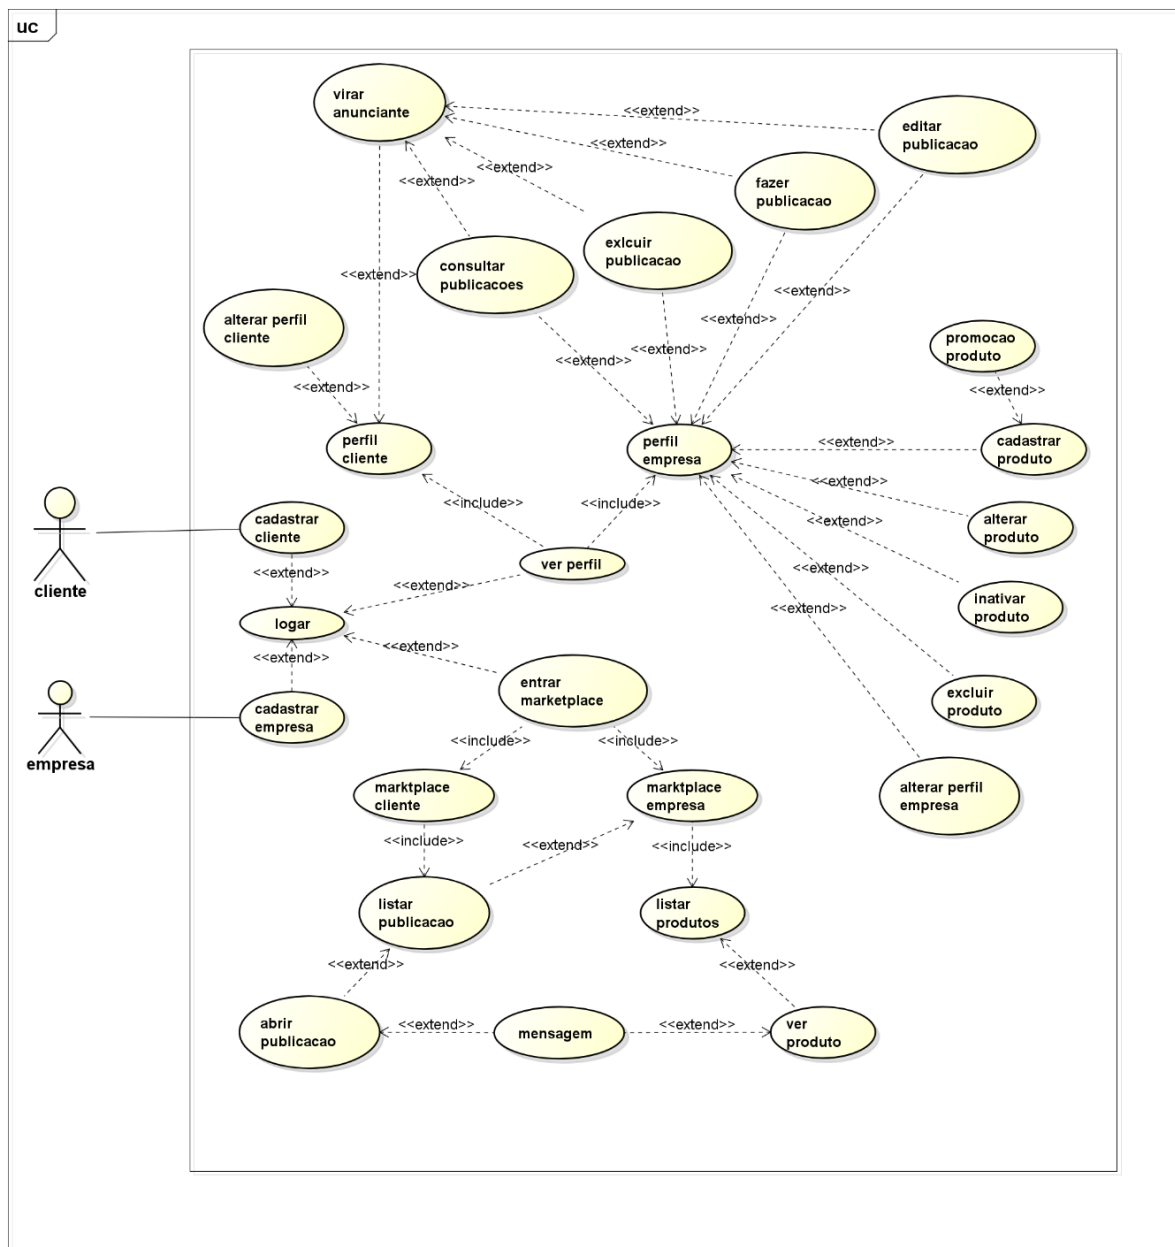 uc
virar
anunciante
<<extend>>
editar
publicacao
<<extend>>
<<extend>>
<<extend>>
fazer
publicacao
exlcuir
publicacao
consultar
publicacoes
<<extend>>
<<extend>>
alterar perfil
cliente
<<extend>>
<<extend>>
<<extend>>
promocao
produto
<<extend>>
<<extend>>
perfil
cliente
perfil
empresa
<<extend>>
cadastrar
produto
<<extend>>
<<include>>
<<include>>
cadastrar
cliente
<<extend>>
alterar
produto
cliente
<<extend>>
ver perfil
<<extend>>
<<extend>>
inativar
produto
<<extend>>
logar
<<extend>>
<<extend>>
entrar
marketplace
excluir
produto
cadastrar
empresa
empresa
<<include>>
<<include>>
marktplace
cliente
marktplace
empresa
alterar perfil
empresa
<<include>>
<<extend>>
<<include>>
listar
publicacao
listar
produtos
<<extend>>
<<extend>>
abrir
publicacao
<<extend>>
mensagem
<<extend>>
ver
produto